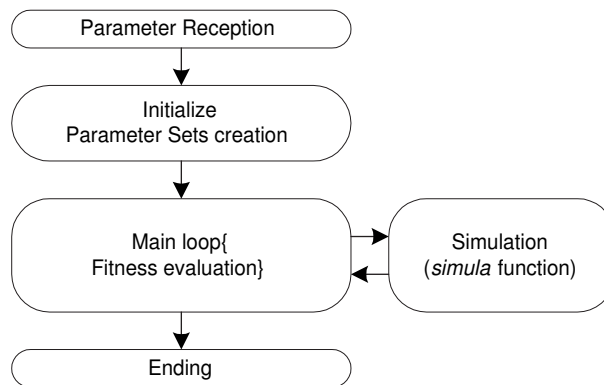 Parameter Reception
Initialize
Parameter Sets creation
Main loop{
Fitness evaluation}
Simulation
(simula function)
Ending